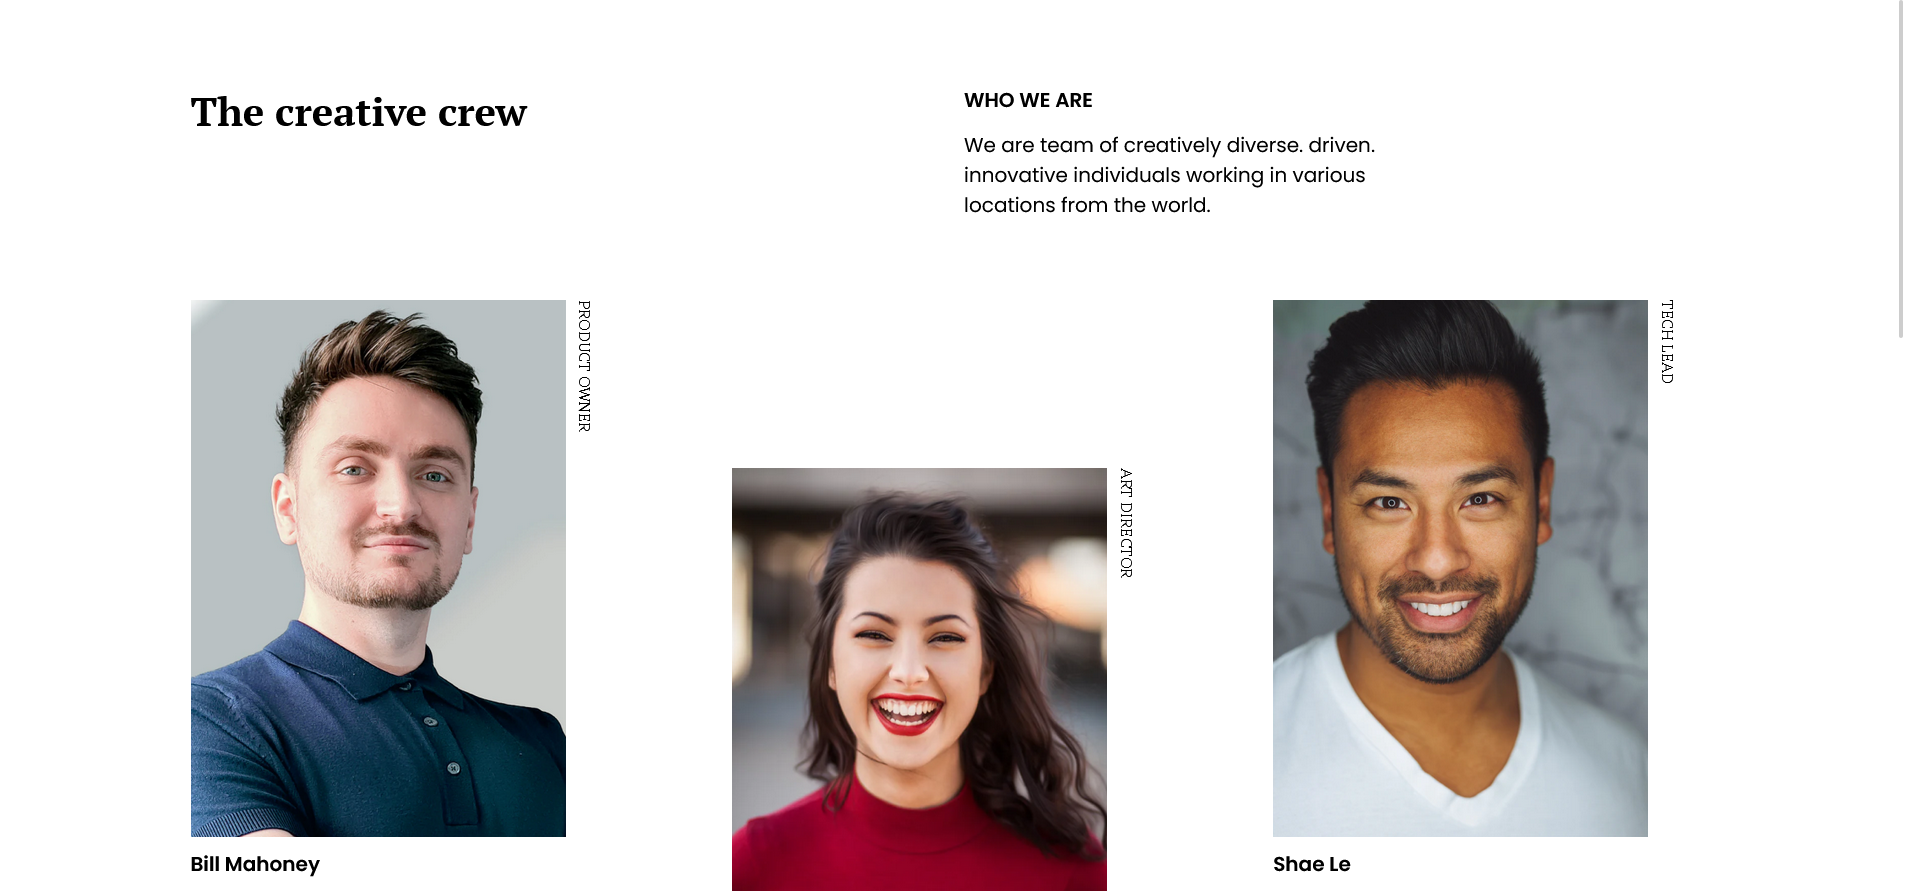 The creative crew
WHO WE ARE
We are team of creatively diverse. driven.
innovative individuals working in various
locations from the world.
PRODUCT OWNER
Bill Mahoney
ART DIRECTOR
TECH LEAD
Shae Le